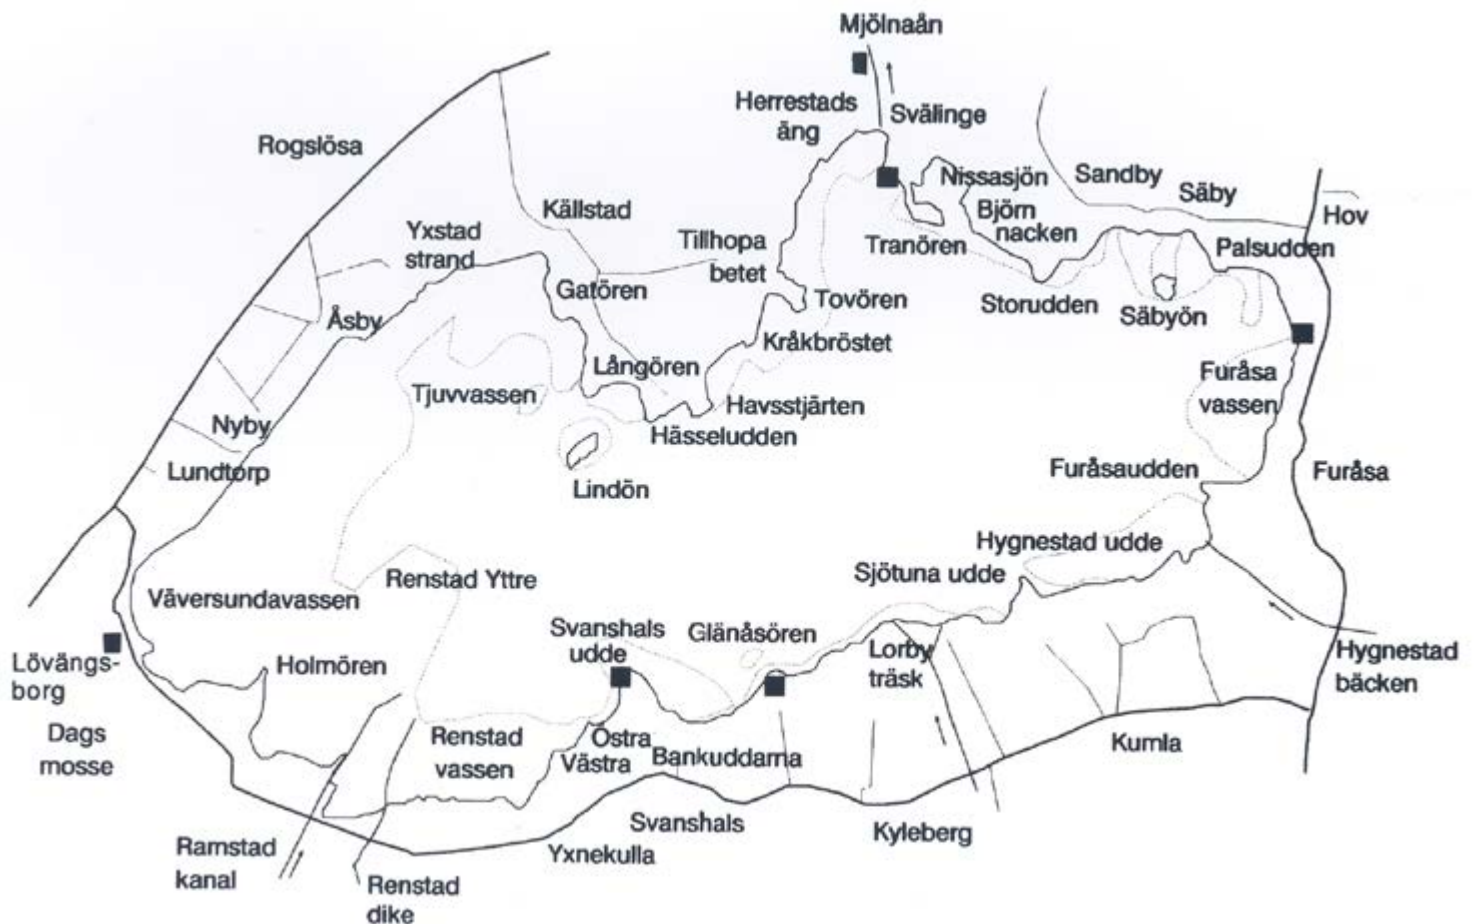 Mjölnaån
Herrestads
äng
Svälinge
Rogslösa
Nissasjön
Sandby
Säby
Källstad
Björn
nacken
Hov
Yxstad
strand
Tillhopa
betet
Tranören
Palsudden
Gatören
Tovören
Storudden
Säbyön
Åsby
Kråkbröstet
Långören
Furåsa
vassen
Tjuvvassen
Havsstjärten
Nyby
Hässeludden
Lundtorp
Lindön
Furåsaudden
Furåsa
Hygnestad udde
Renstad Yttre
Sjötuna udde
Väversundavassen
Svanshals
udde
Glänåsören
Lövängs-
borg
Holmören
Lorby
träsk
Hygnestad
bäcken
Dags
mosse
Renstad
vassen
Östra
Västra
Bankuddarna
Kumla
Svanshals
Kyleberg
Yxnekulla
Ramstad
kanal
Renstad
dike